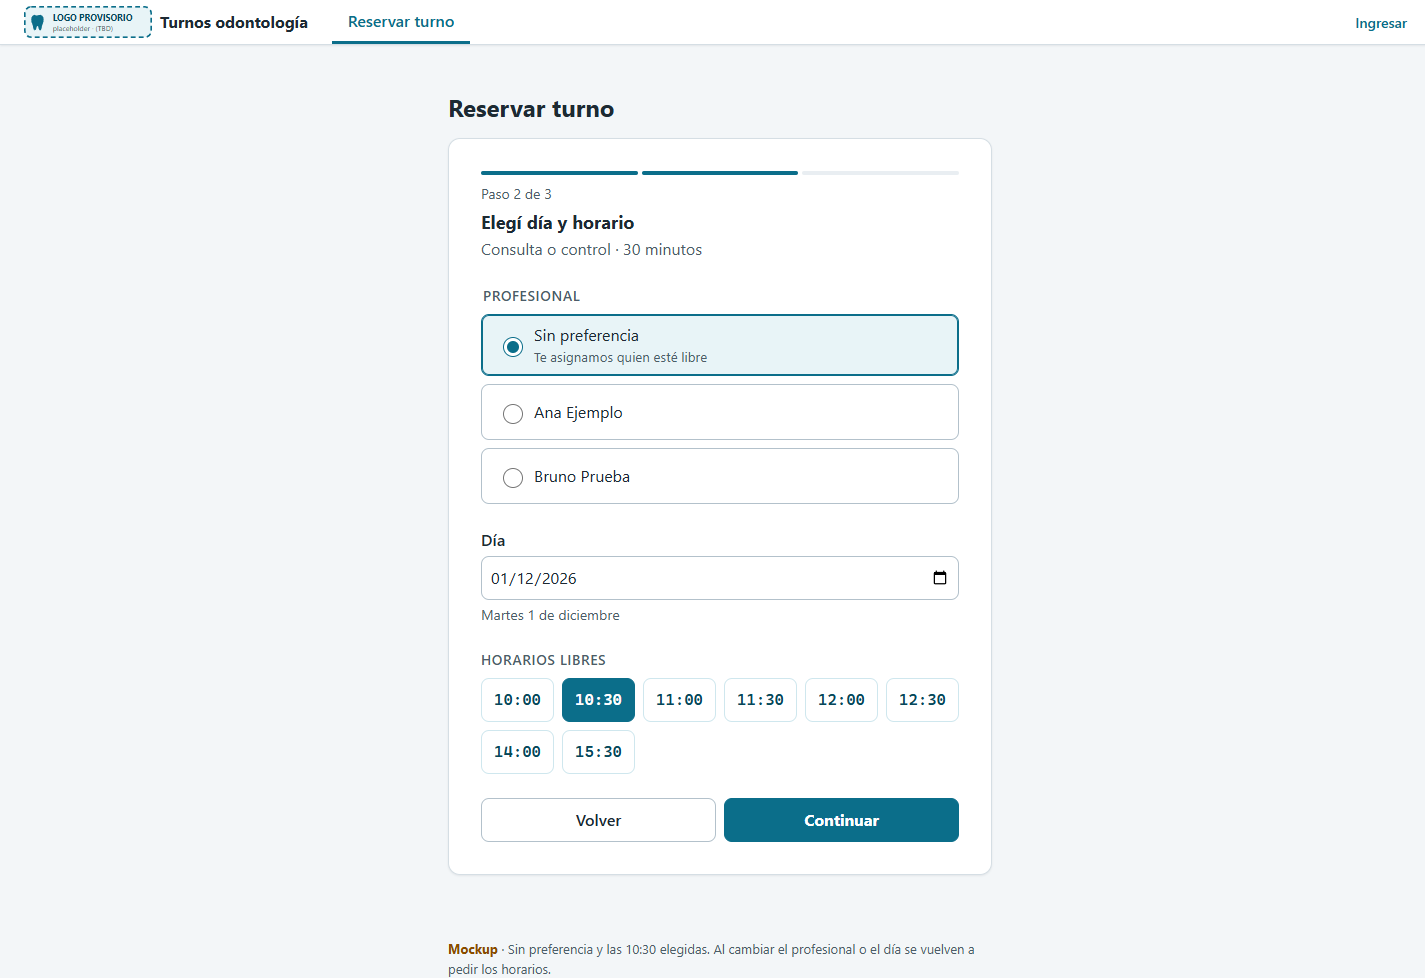 LOGO PROVISORIO
placeholder · (TBD)
Turnos odontología
Reservar turno
Ingresar
Reservar turno
Paso 2 de 3
Elegí día y horario
Consulta o control · 30 minutos
PROFESIONAL
Sin preferencia
Te asignamos quien esté libre
Ana Ejemplo
Bruno Prueba
Día
01/12/2026
Martes 1 de diciembre
HORARIOS LIBRES
10:00 10:30 11:00 11:30 12:00 12:30
14:00 15:30
Volver Continuar
Mockup · Sin preferencia y las 10:30 elegidas. Al cambiar el profesional o el día se vuelven a
pedir los horarios.